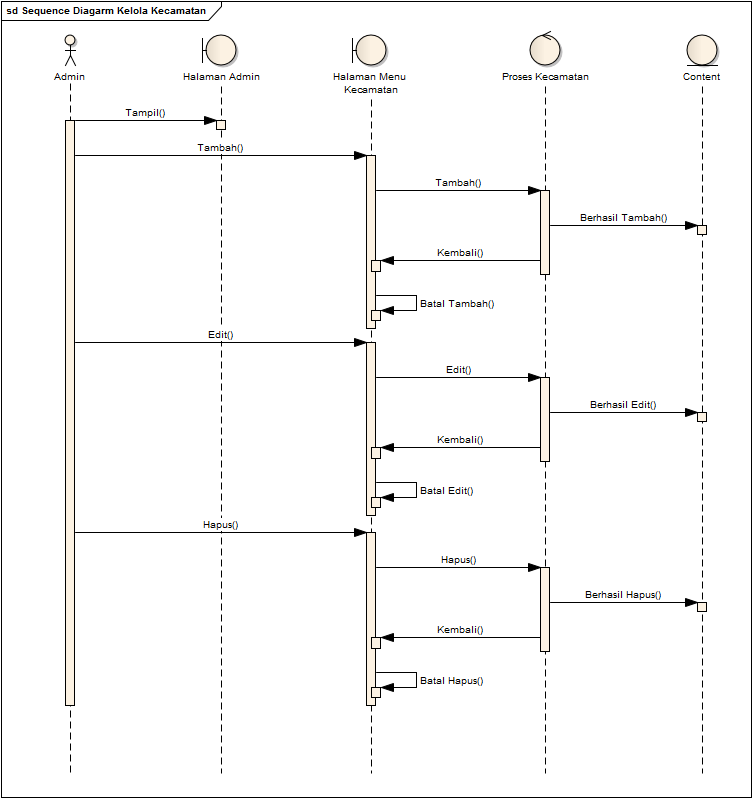 sd Sequence Diagarm Kelola Kecamatan
Admin
Halaman Admin
Halaman Menu
Kecamatan
Proses Kecamatan
Content
Tampil()
Tambah()
Tambah()
Berhasil Tambah()
Kembali()
Batal Tambah()
Edit()
Edit()
Berhasil Edit()
Kembali()
Batal Edit()
Hapus()
Hapus()
Berhasil Hapus()
Kembali()
Batal Hapus()